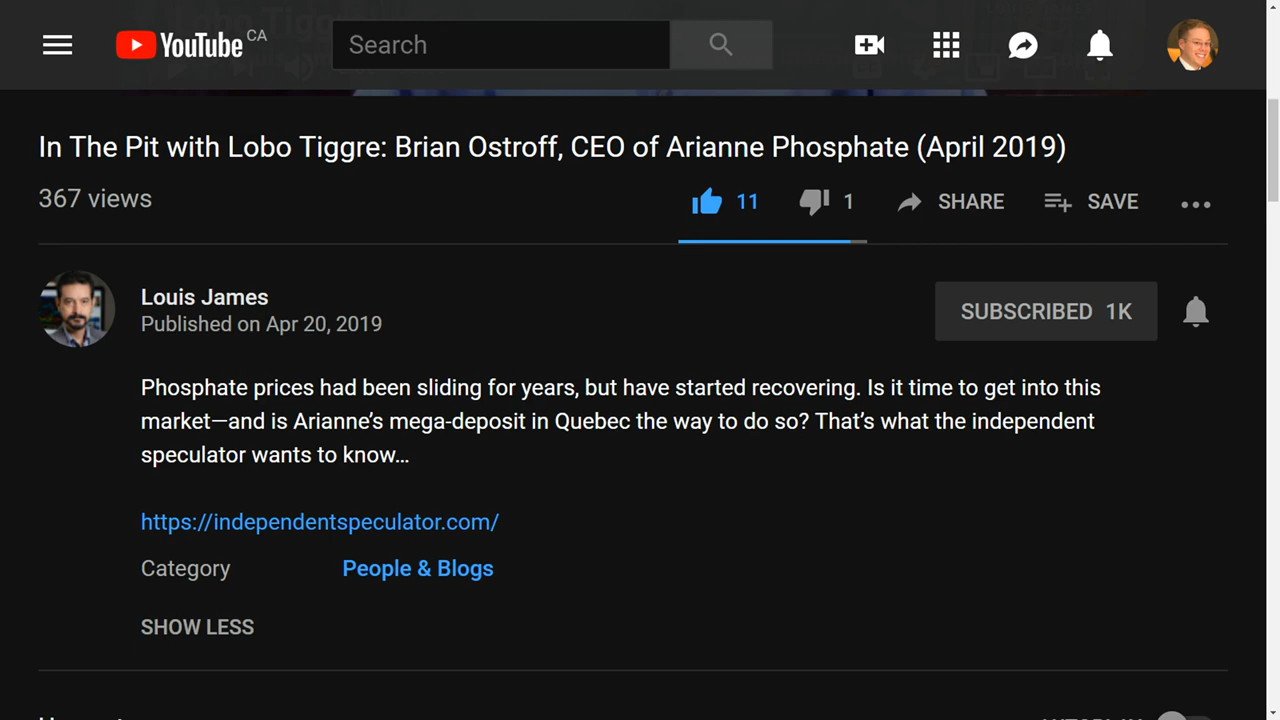 YouTube CA
Search
In The Pit with Lobo Tiggre: Brian Ostroff, CEO of Arianne Phosphate (April 2019)
367 views
11
1
SHARE
SAVE
Louis James
Published on Apr 20, 2019
SUBSCRIBED 1K
Phosphate prices had been sliding for years, but have started recovering. Is it time to get into this
market—and is Arianne’s mega-deposit in Quebec the way to do so? That’s what the independent
speculator wants to know…
https://independentspeculator.com/
Category
People & Blogs
SHOW LESS